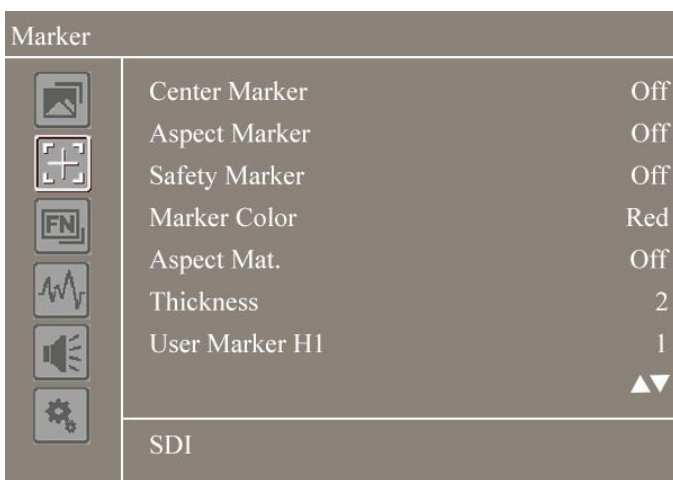 Marker
Center Marker Off
Aspect Marker Off
Safety Marker Off
FN
Marker Color Red
Aspect Mat. Off
Thickness 2
User Marker H1 1
▲▼
SDI